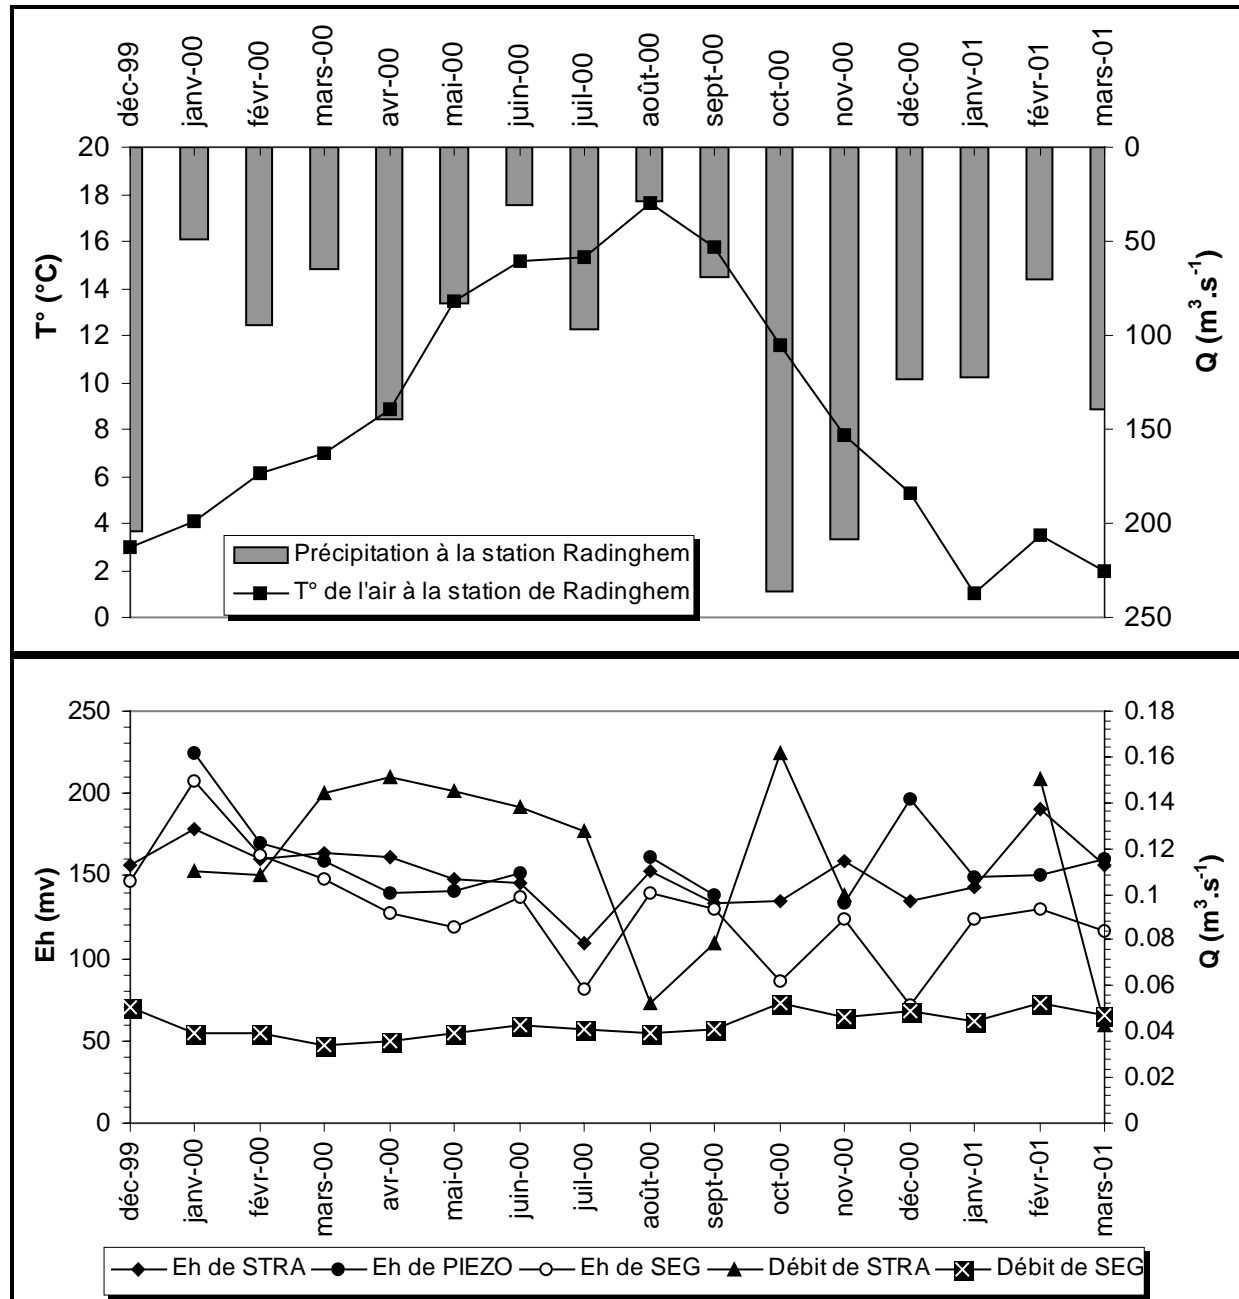 déc-99 janv-00 févr-00 mars-00 avr-00 mai-00 juin-00 juil-00 août-00 sept-00 oct-00 nov-00 déc-00 janv-01 févr-01 mars-01
20 0
18
16 50
14
12 100
10
8 150
6
4 200
2
0 250
T° (°C)
Q (m³.s⁻¹)
Précipitation à la station Radinghem
T° de l'air à la station de Radinghem
250 0.18
0.16
200 0.14
0.12
150
0.1
100 0.08
0.06
50 0.04
0.02
0 0
Eh (mv)
Q (m³.s⁻¹)
déc-99 janv-00 févr-00 mars-00 avr-00 mai-00 juin-00 juil-00 août-00 sept-00 oct-00 nov-00 déc-00 janv-01 févr-01 mars-01
Eh de STRA Eh de PIEZO Eh de SEG Débit de STRA Débit de SEG